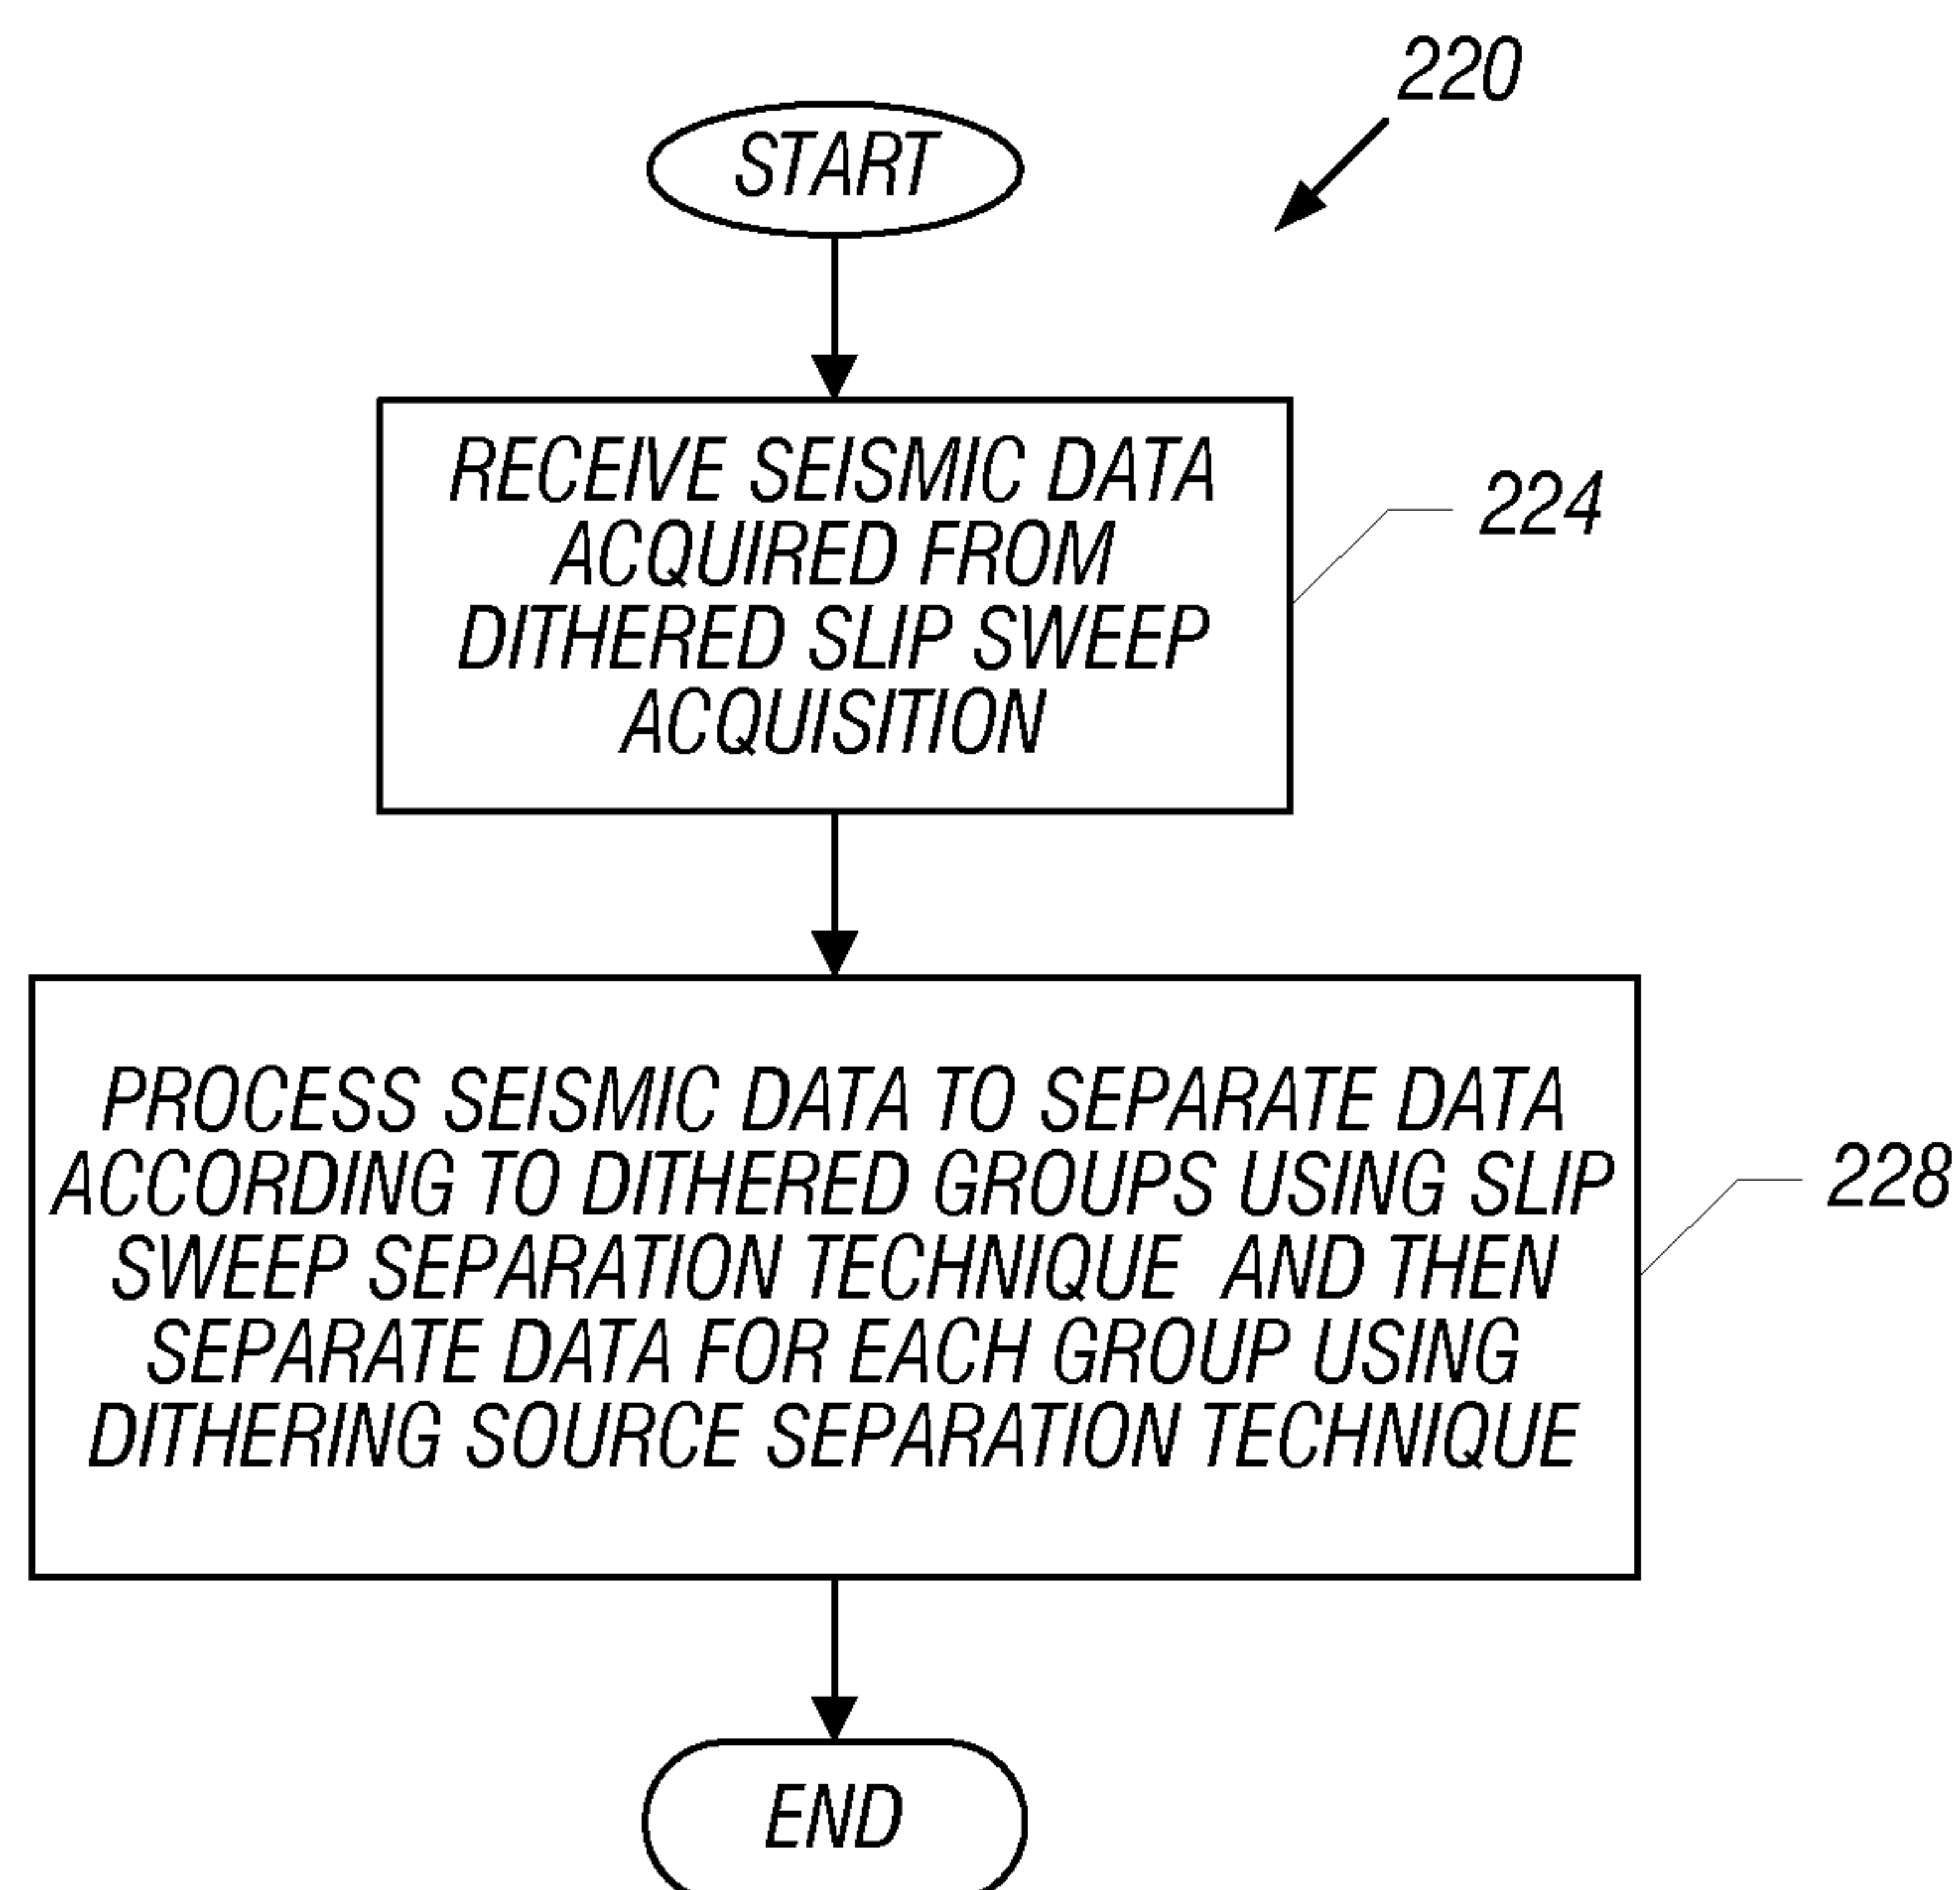 220
START
RECEIVE SEISMIC DATA
ACQUIRED FROM
DITHERED SLIP SWEEP
ACQUISITION
224
PROCESS SEISMIC DATA TO SEPARATE DATA
ACCORDING TO DITHERED GROUPS USING SLIP
SWEEP SEPARATION TECHNIQUE AND THEN
SEPARATE DATA FOR EACH GROUP USING
DITHERING SOURCE SEPARATION TECHNIQUE
228
END